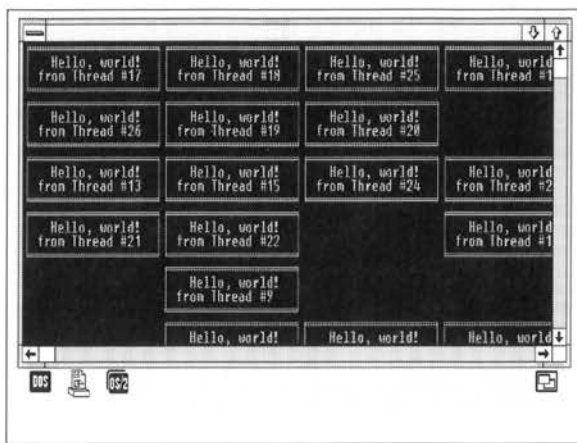 Hello, world!
from Thread #17
Hello, world!
from Thread #18
Hello, world!
from Thread #25
Hello, world
from Thread #1
Hello, world!
from Thread #26
Hello, world!
from Thread #19
Hello, world!
from Thread #20
Hello, world!
from Thread #13
Hello, world!
from Thread #15
Hello, world!
from Thread #24
Hello, world
from Thread #2
Hello, world!
from Thread #21
Hello, world!
from Thread #22
Hello, world
from Thread #1
Hello, world!
from Thread #9
Hello, world!
Hello, world!
Hello, world
DOS
OS/2